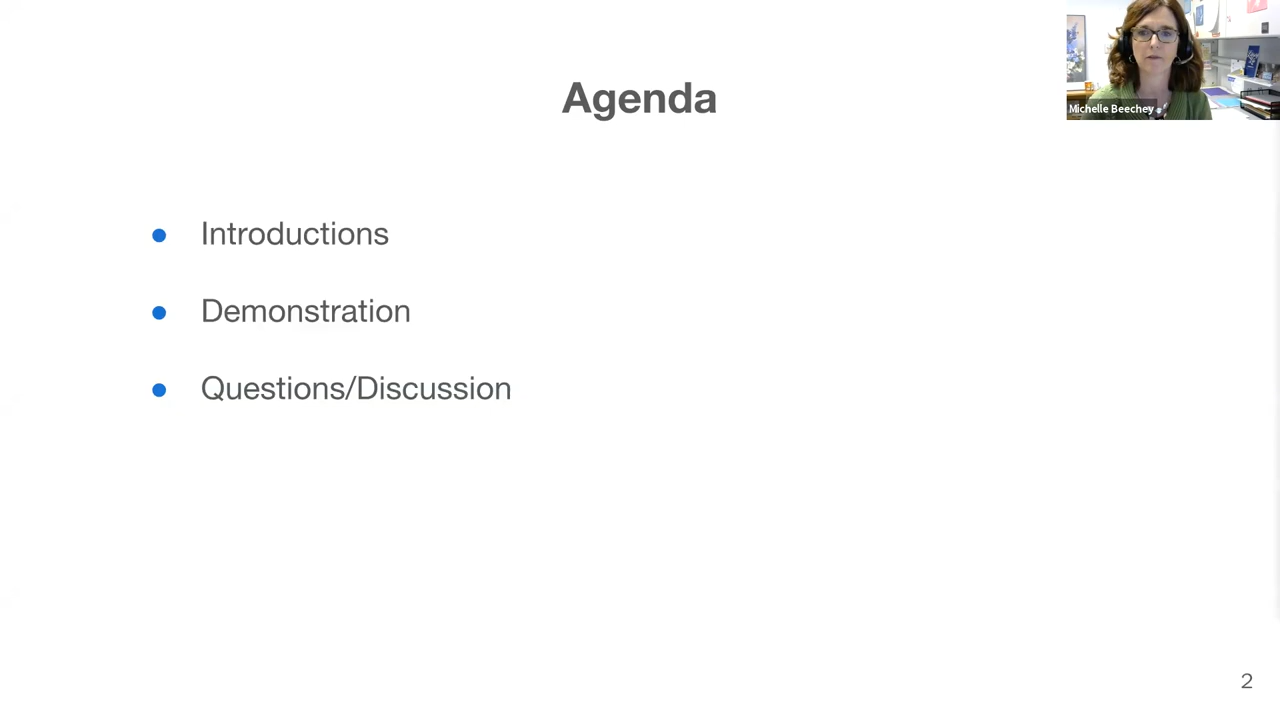 Agenda
Michelle Beechey
● Introductions
● Demonstration
● Questions/Discussion
2